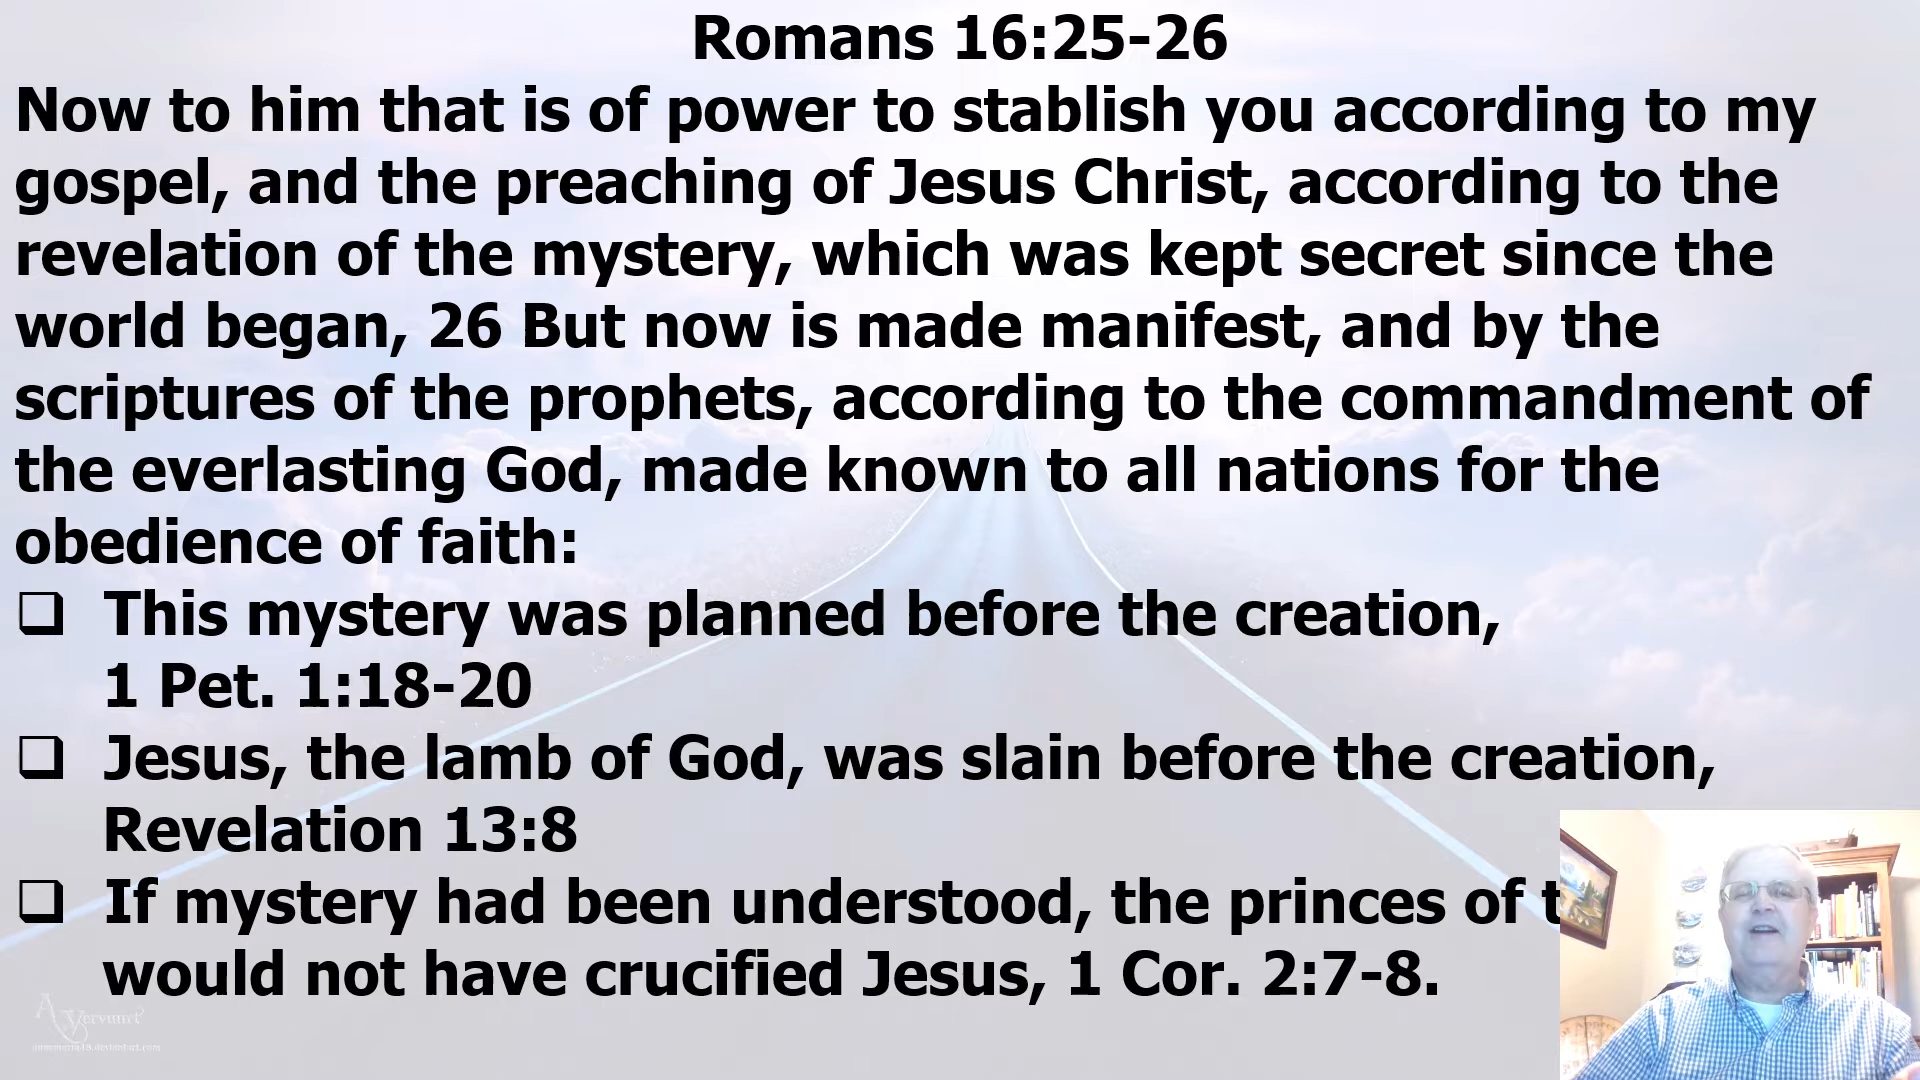 Romans 16:25-26
Now to him that is of power to stablish you according to my
gospel, and the preaching of Jesus Christ, according to the
revelation of the mystery, which was kept secret since the
world began, 26 But now is made manifest, and by the
scriptures of the prophets, according to the commandment of
the everlasting God, made known to all nations for the
obedience of faith:
❑ This mystery was planned before the creation,
1 Pet. 1:18-20
❑ Jesus, the lamb of God, was slain before the creation,
Revelation 13:8
❑ If mystery had been understood, the princes of
would not have crucified Jesus, 1 Cor. 2:7-8.